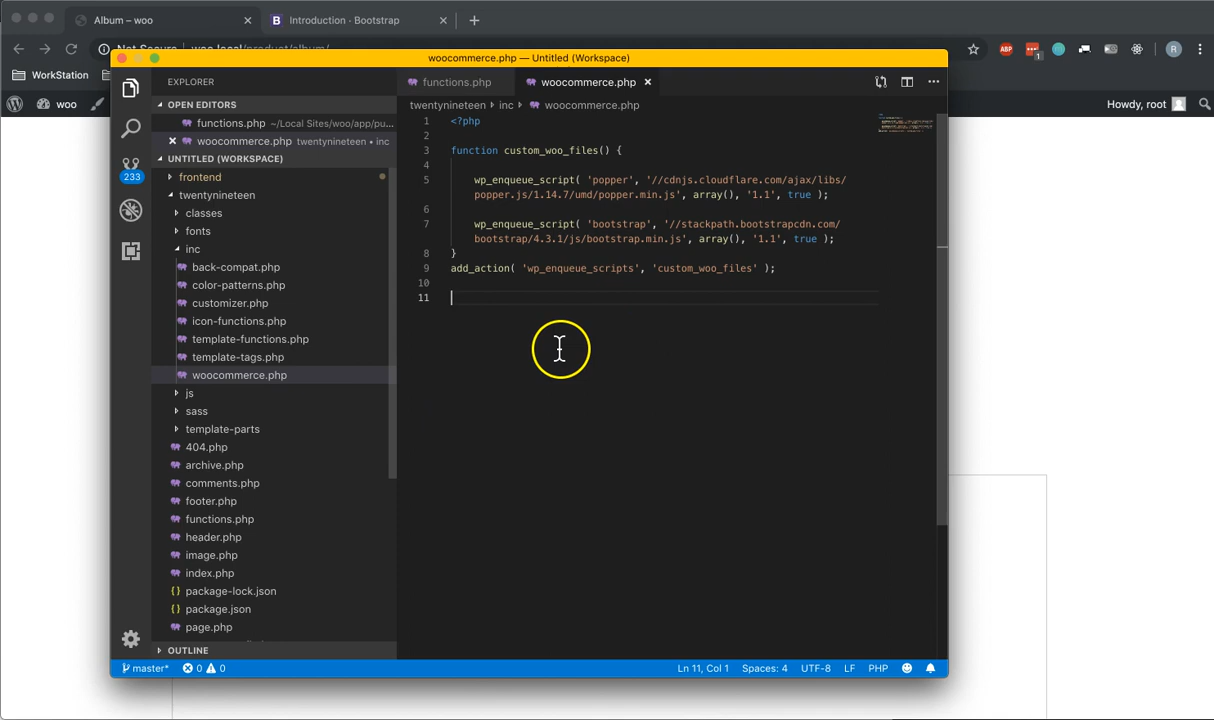 Album – woo
Introduction · Bootstrap
Not Secure
woo.local/product/album/
ABP
1
R
WorkStation
woo
Howdy, root
woocommerce.php — Untitled (Workspace)
EXPLORER
OPEN EDITORS
functions.php ~/Local Sites/woo/app/pu...
woocommerce.php twentynineteen • inc
UNTITLED (WORKSPACE)
233
frontend
twentynineteen
classes
fonts
inc
back-compat.php
color-patterns.php
customizer.php
icon-functions.php
template-functions.php
template-tags.php
woocommerce.php
js
sass
template-parts
404.php
archive.php
comments.php
footer.php
functions.php
header.php
image.php
index.php
{} package-lock.json
{} package.json
page.php
OUTLINE
functions.php
woocommerce.php
twentynineteen › inc › woocommerce.php
1 <?php
2
3 function custom_woo_files() {
4
5 wp_enqueue_script( 'popper', '//cdnjs.cloudflare.com/ajax/libs/
popper.js/1.14.7/umd/popper.min.js', array(), '1.1', true );
6
7 wp_enqueue_script( 'bootstrap', '//stackpath.bootstrapcdn.com/
bootstrap/4.3.1/js/bootstrap.min.js', array(), '1.1', true );
8 }
9 add_action( 'wp_enqueue_scripts', 'custom_woo_files' );
10
11
master*
0 0
Ln 11, Col 1
Spaces: 4
UTF-8
LF
PHP